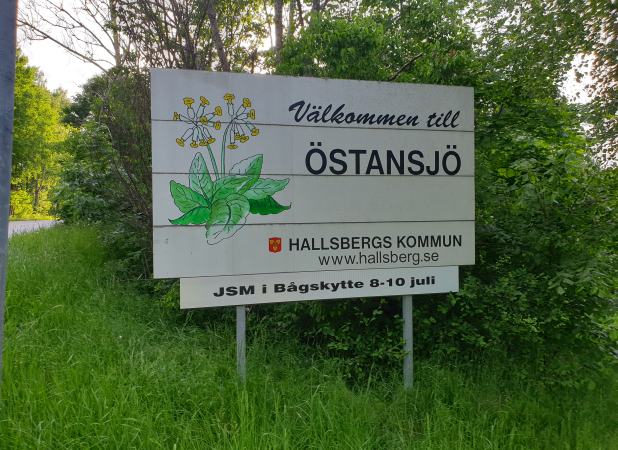 Välkommen till
ÖSTANSJÖ
HALLSBERGS KOMMUN
www.hallsberg.se
JSM i Bågskytte 8-10 juli